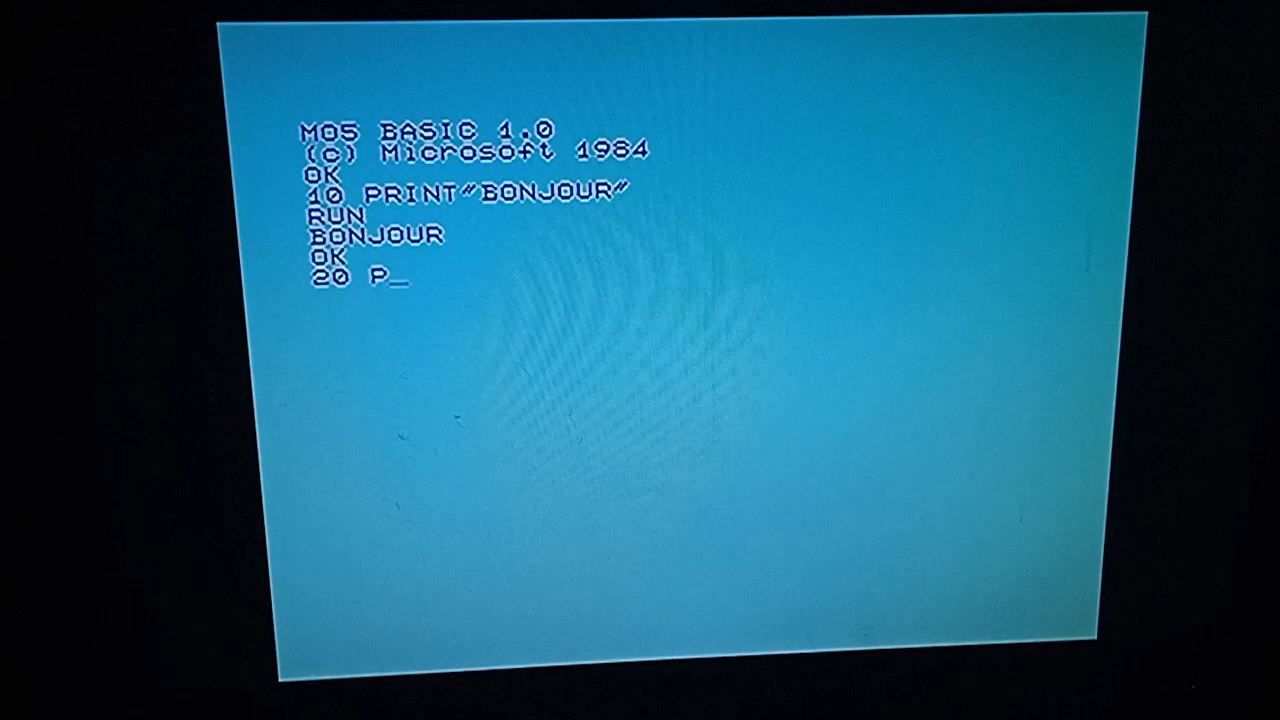 MO5 BASIC 1.0
(c) Microsoft 1984
OK
10 PRINT"BONJOUR"
RUN
BONJOUR
OK
20 P_